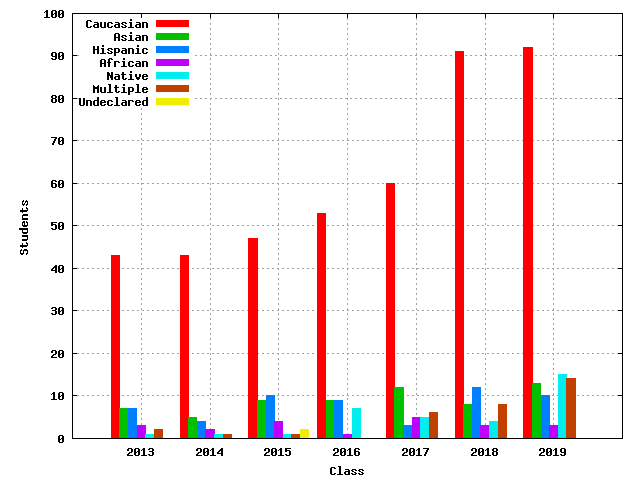 100
90
80
70
60
50
40
30
20
10
0
Students
Caucasian
Asian
Hispanic
African
Native
Multiple
Undeclared
2013 2014 2015 2016 2017 2018 2019
Class